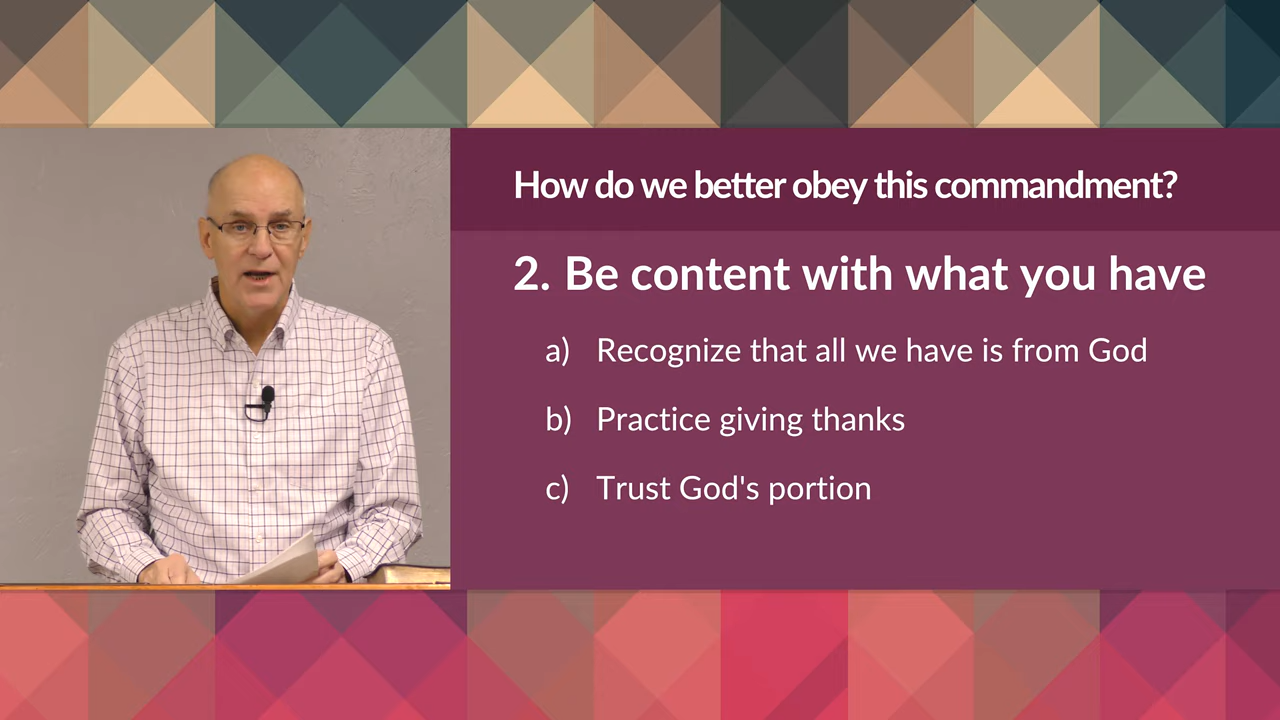 How do we better obey this commandment?
2. Be content with what you have
a) Recognize that all we have is from God
b) Practice giving thanks
c) Trust God's portion